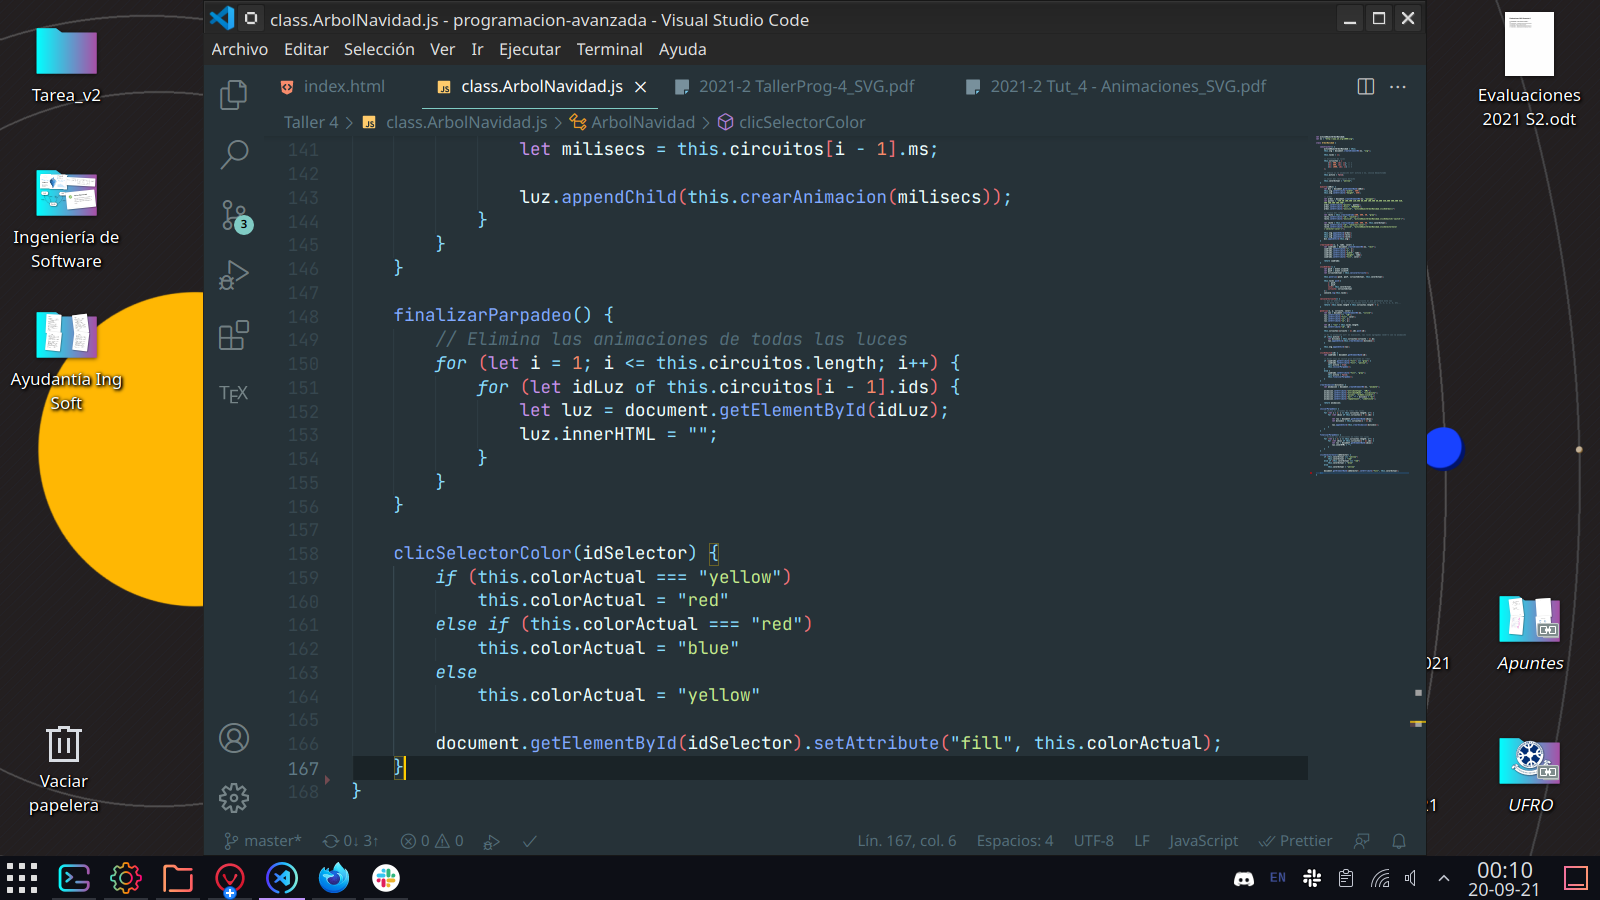 class.ArbolNavidad.js - programacion-avanzada - Visual Studio Code
Archivo Editar Selección Ver Ir Ejecutar Terminal Ayuda
index.html class.ArbolNavidad.js 2021-2 TallerProg-4_SVG.pdf 2021-2 Tut_4 - Animaciones_SVG.pdf
Taller 4 > class.ArbolNavidad.js > ArbolNavidad > clicSelectorColor
141 let milisecs = this.circuitos[i - 1].ms;
142
143 luz.appendChild(this.crearAnimacion(milisecs));
144 }
145 }
146 }
147
148 finalizarParpadeo() {
149 // Elimina las animaciones de todas las luces
150 for (let i = 1; i <= this.circuitos.length; i++) {
151 for (let idLuz of this.circuitos[i - 1].ids) {
152 let luz = document.getElementById(idLuz);
153 luz.innerHTML = "";
154 }
155 }
156 }
157
158 clicSelectorColor(idSelector) {
159 if (this.colorActual === "yellow")
160 this.colorActual = "red"
161 else if (this.colorActual === "red")
162 this.colorActual = "blue"
163 else
164 this.colorActual = "yellow"
165
166 document.getElementById(idSelector).setAttribute("fill", this.colorActual);
167 }
168 }
3
TEX
master* 0↓ 3↑ 0 0 Lín. 167, col. 6 Espacios: 4 UTF-8 LF JavaScript Prettier
Tarea_v2
Ingeniería de
Software
Ayudantía Ing
Soft
Vaciar
papelera
Evaluaciones
2021 S2.odt
021
Apuntes
21
UFRO
EN
00:10
20-09-21